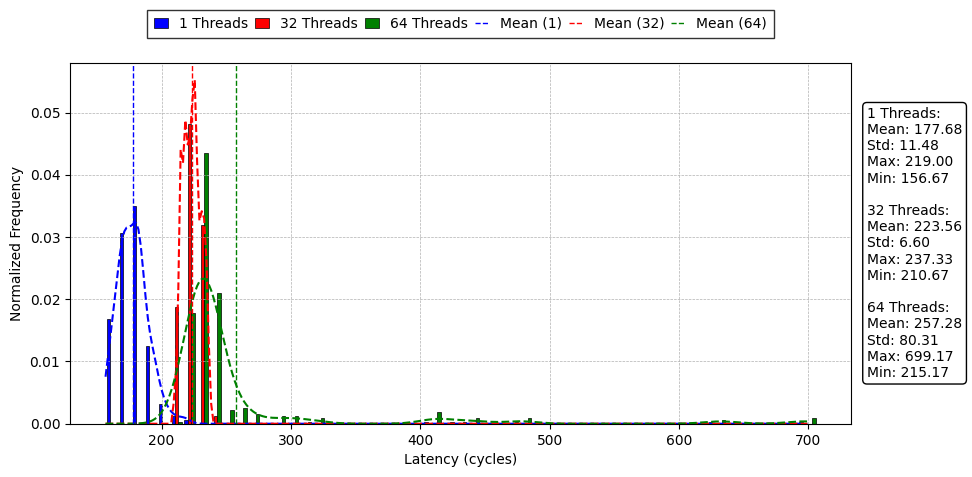 1 Threads 32 Threads 64 Threads Mean (1) Mean (32) Mean (64)
Normalized Frequency
0.05
0.04
0.03
0.02
0.01
0.00
200 300 400 500 600 700
Latency (cycles)
1 Threads:
Mean: 177.68
Std: 11.48
Max: 219.00
Min: 156.67
32 Threads:
Mean: 223.56
Std: 6.60
Max: 237.33
Min: 210.67
64 Threads:
Mean: 257.28
Std: 80.31
Max: 699.17
Min: 215.17